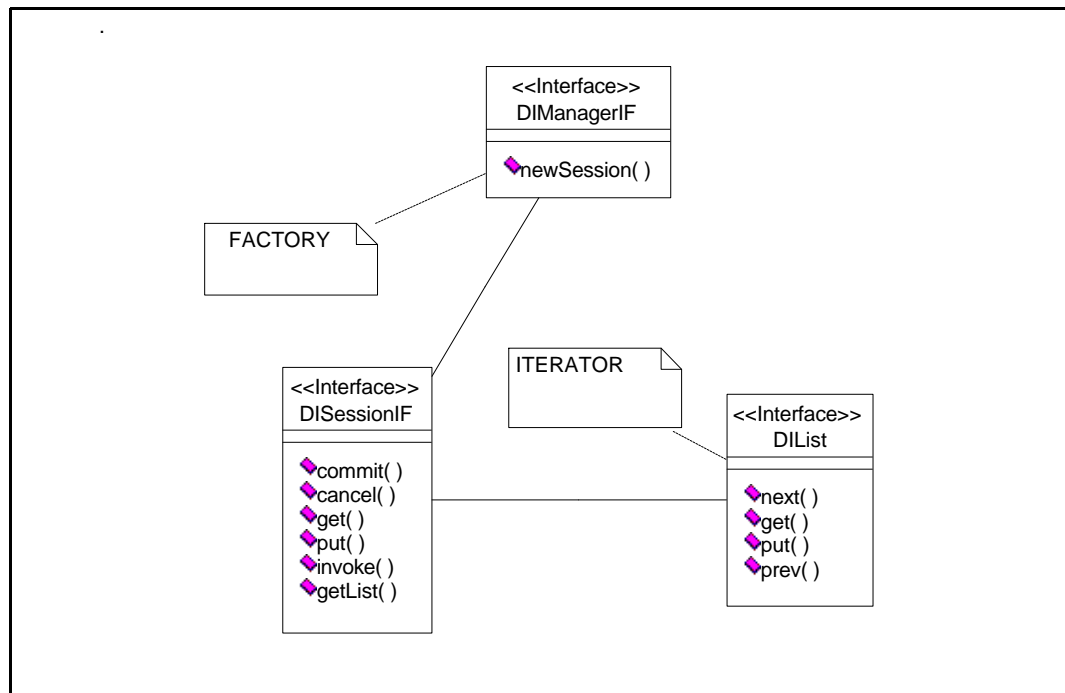 .
<<Interface>>
DIManagerIF
newSession( )
FACTORY
ITERATOR
<<Interface>>
DISessionIF
commit( )
cancel( )
get( )
put( )
invoke( )
getList( )
<<Interface>>
DIList
next( )
get( )
put( )
prev( )